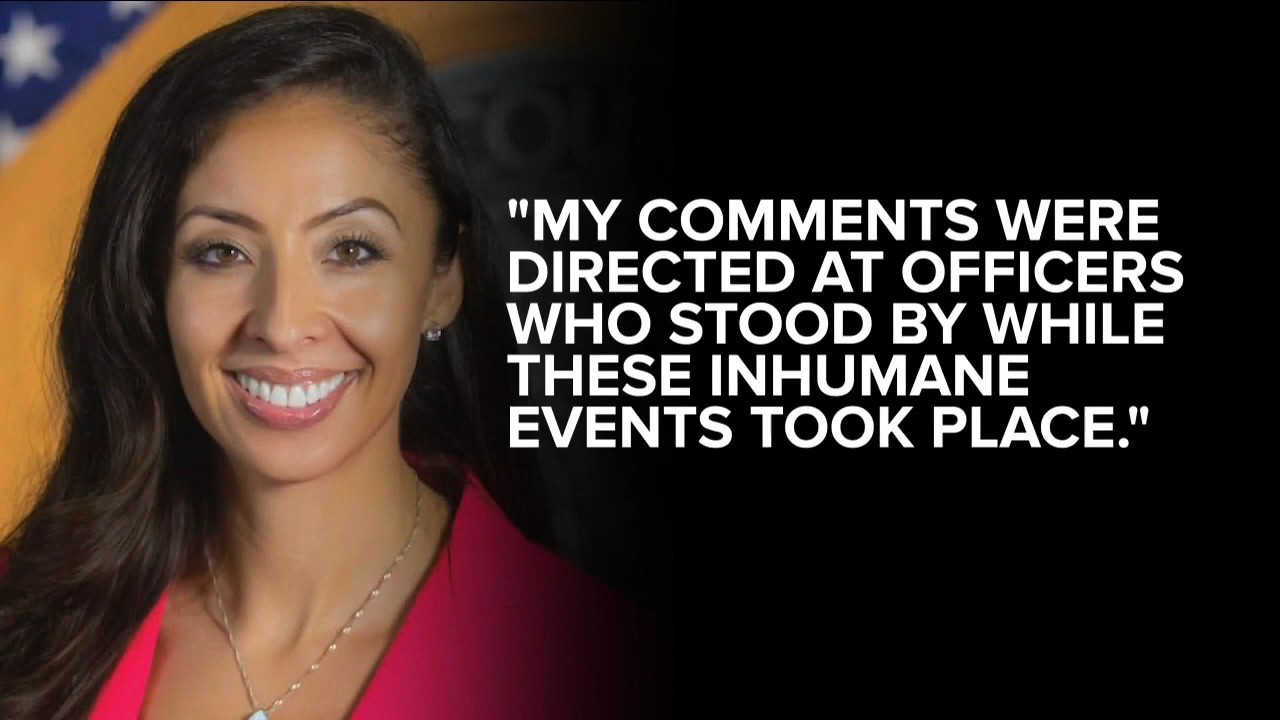 "MY COMMENTS WERE
DIRECTED AT OFFICERS
WHO STOOD BY WHILE
THESE INHUMANE
EVENTS TOOK PLACE."